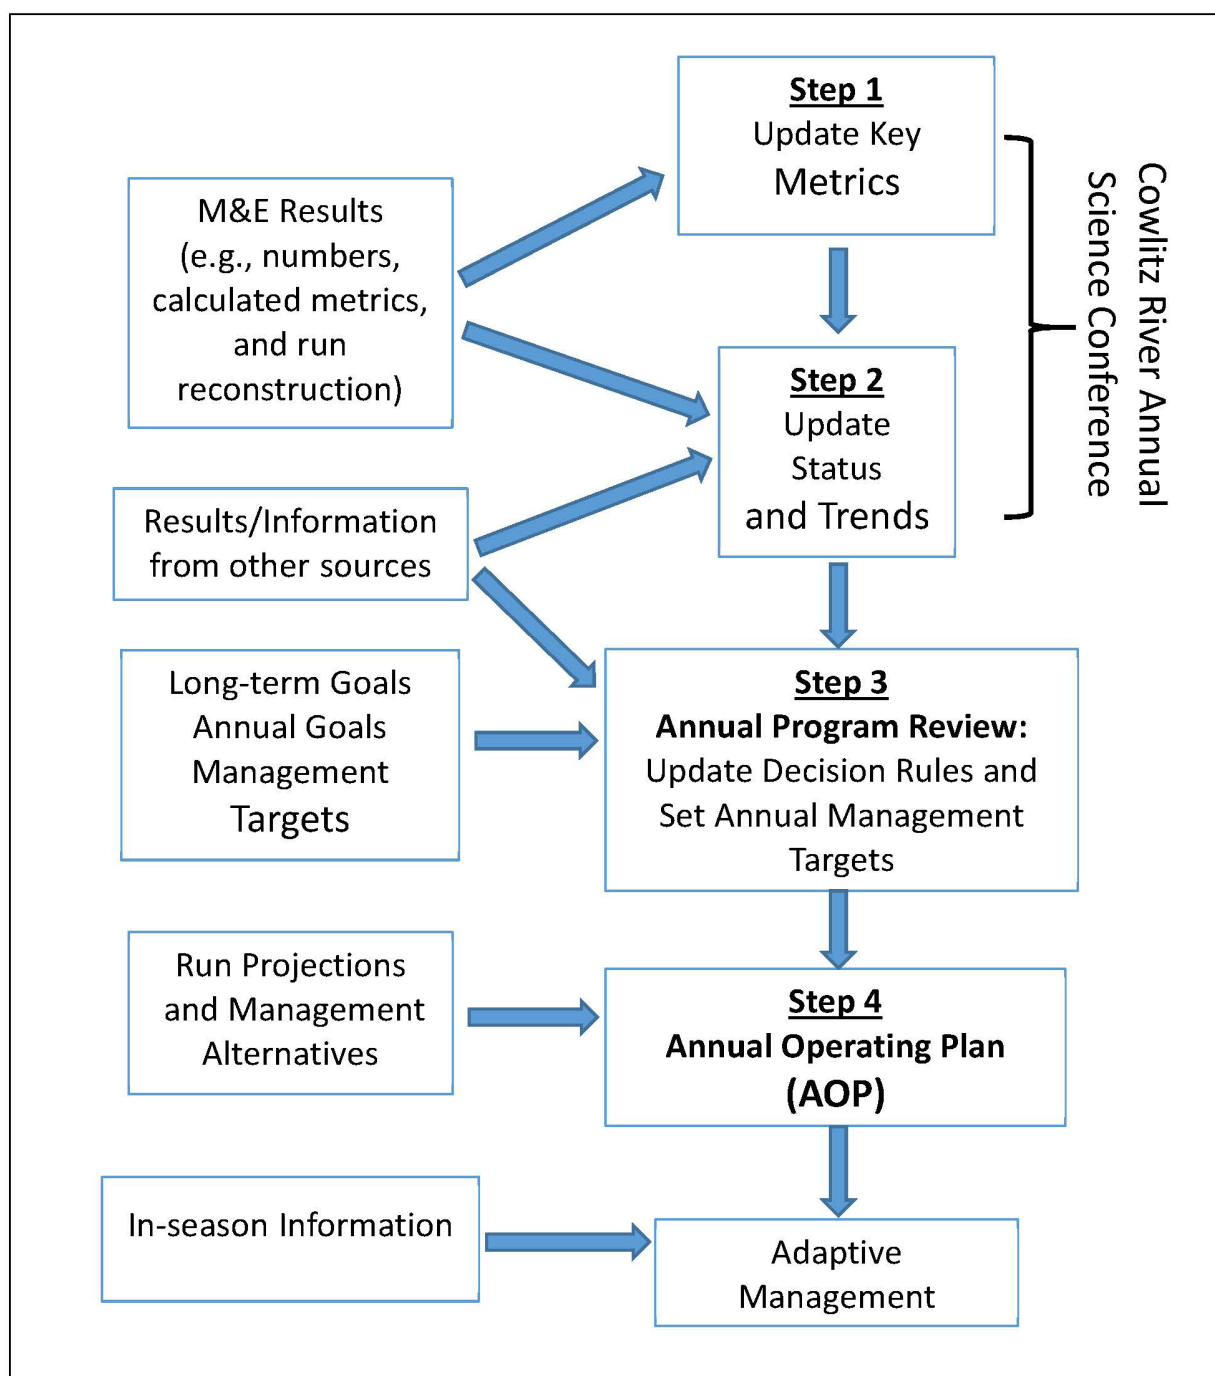 Step 1
Update Key
Metrics
Cowlitz River Annual
Science Conference
M&E Results
(e.g., numbers,
calculated metrics,
and run
reconstruction)
Step 2
Update
Status
and Trends
Results/Information
from other sources
Long-term Goals
Annual Goals
Management
Targets
Step 3
Annual Program Review:
Update Decision Rules and
Set Annual Management
Targets
Run Projections
and Management
Alternatives
Step 4
Annual Operating Plan
(AOP)
In-season Information
Adaptive
Management